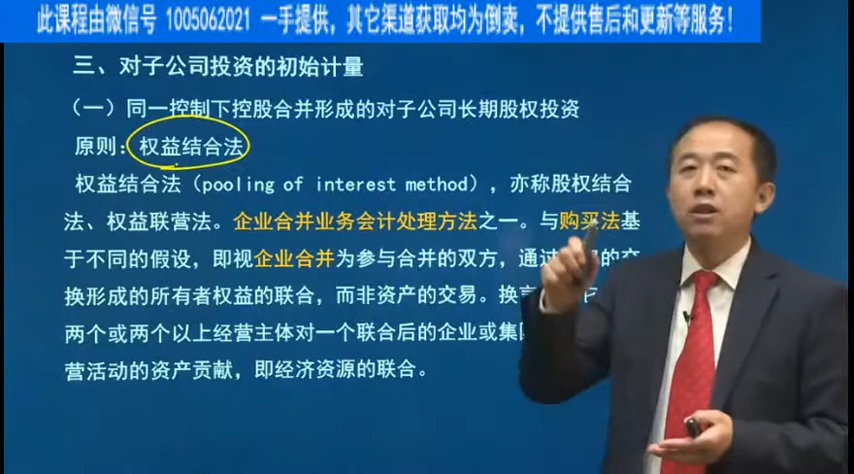 此课程由微信号 1005062021 一手提供，其它渠道获取均为倒卖，不提供售后和更新等服务！
三、对子公司投资的初始计量
（一）同一控制下控股合并形成的对子公司长期股权投资
原则：权益结合法
权益结合法（pooling of interest method），亦称股权结合
法、权益联营法。企业合并业务会计处理方法之一。与购买法基
于不同的假设，即视企业合并为参与合并的双方，通过 的交
换形成的所有者权益的联合，而非资产的交易。换言
两个或两个以上经营主体对一个联合后的企业或集
营活动的资产贡献，即经济资源的联合。